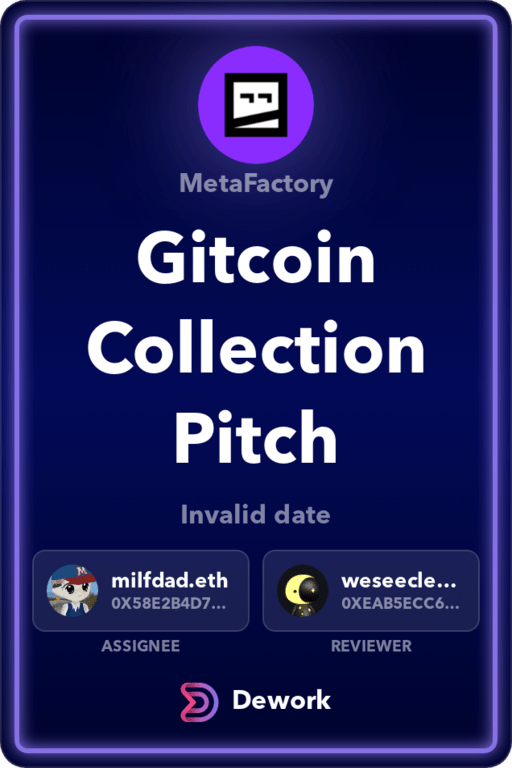 MetaFactory
Gitcoin
Collection
Pitch
Invalid date
milfdad.eth
0X58E2B4D7...
weseecle...
0XEAB5ECC6...
ASSIGNEE
REVIEWER
Dework